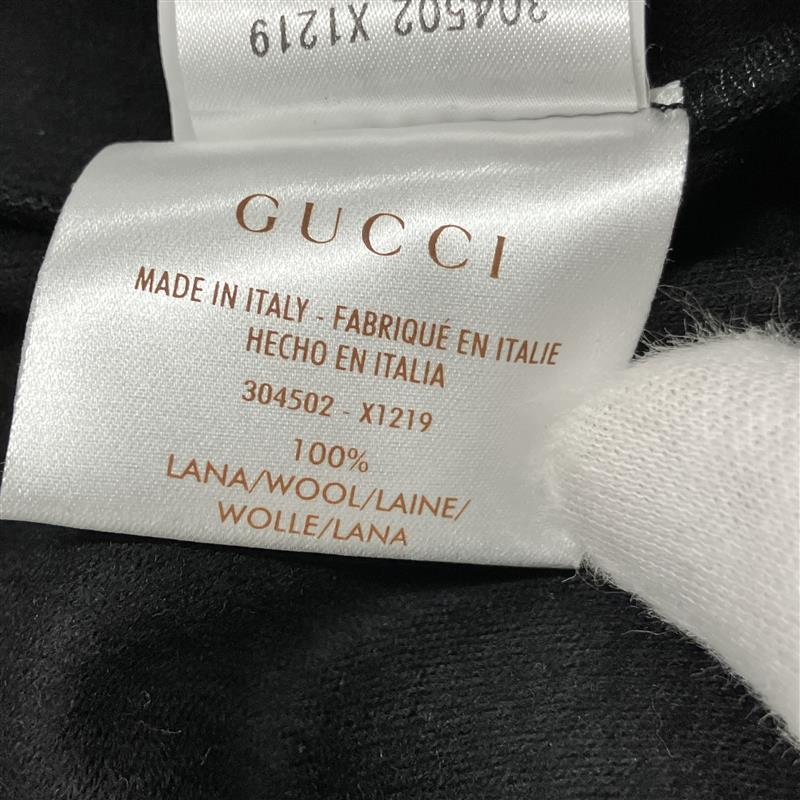 304502 X1219
GUCCI
MADE IN ITALY - FABRIQUÉ EN ITALIE
HECHO EN ITALIA
304502 - X1219
100%
LANA/WOOL/LAINE/
WOLLE/LANA